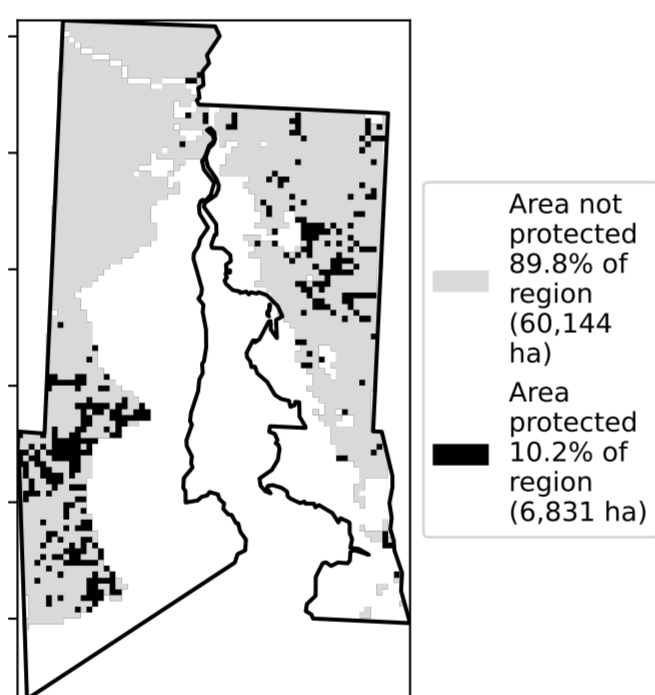 Area not
protected
89.8% of
region
(60,144
ha)
Area
protected
10.2% of
region
(6,831 ha)